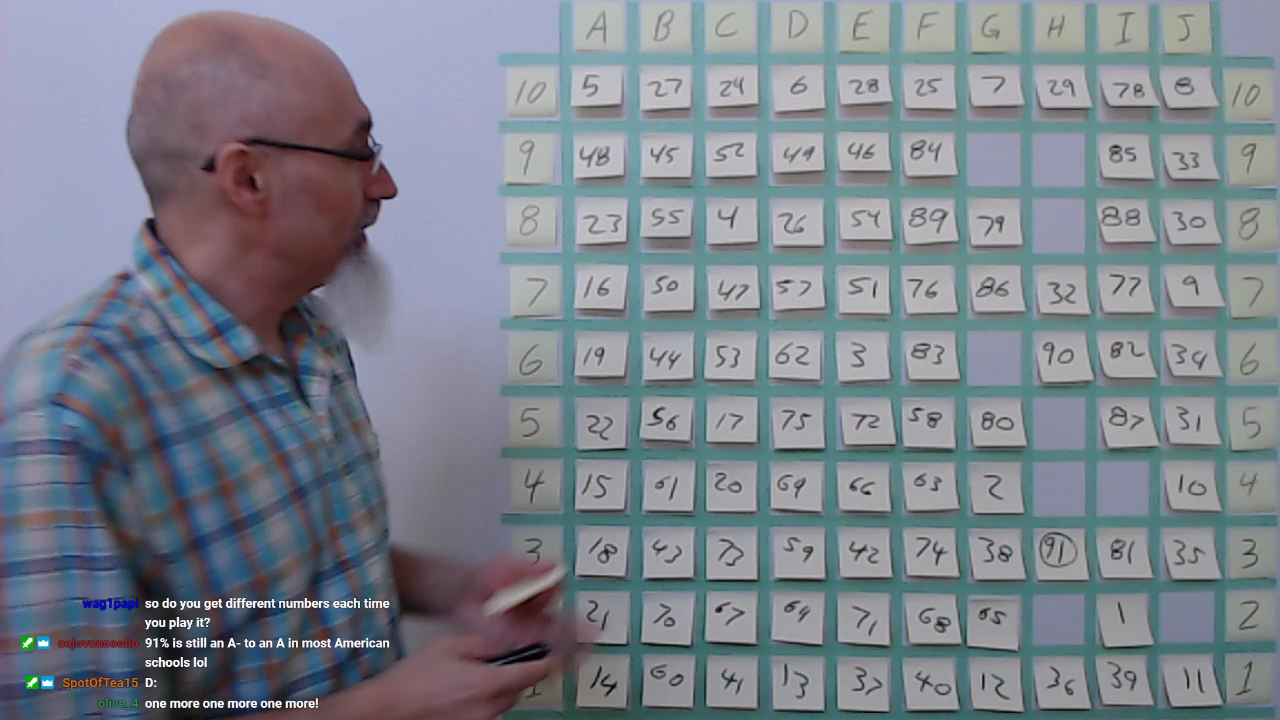 A B C D E F G H I J
10 5 27 24 6 28 25 7 29 78 8 10
9 48 45 52 49 46 84 85 33 9
8 23 55 4 26 54 89 79 88 30 8
7 16 50 47 57 51 76 86 32 77 9 7
6 19 44 53 62 3 83 90 82 34 6
5 22 56 17 75 72 58 80 87 31 5
4 15 61 20 69 66 63 2 10 4
3 18 43 73 59 42 74 38 91 81 35 3
21 70 67 64 71 68 65 1 2
1 14 60 41 13 37 40 12 36 39 11 1
wag1papi so do you get different numbers each time
you play it?
91% is still an A- to an A in most American
schools lol
SpotOfTea15 D:
olive_4 one more one more one more!